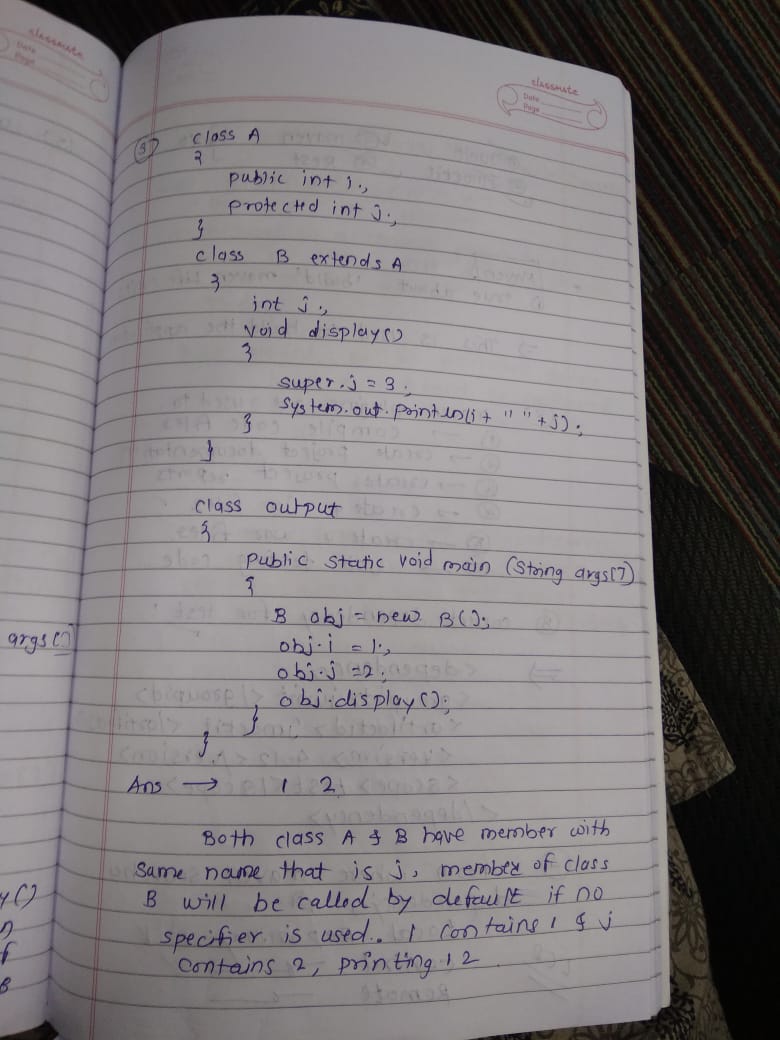 classmate
Date
Page
classmate
Date
Page
(3) class A
{
public int i;
protected int j;
}
class B extends A
{
int j;
void display()
{
super.j = 3;
System.out.println(i + " " + j);
}
}
class output
{
public static void main (String args[])
{
B obj = new B();
obj.i = 1;
obj.j = 2;
obj.display();
}
}
args[]
Ans → 1 2
Both class A & B have member with
same name that is j, member of class
B will be called by default if no
specifier is used. I contains 1 & j
contains 2, printing 1 2